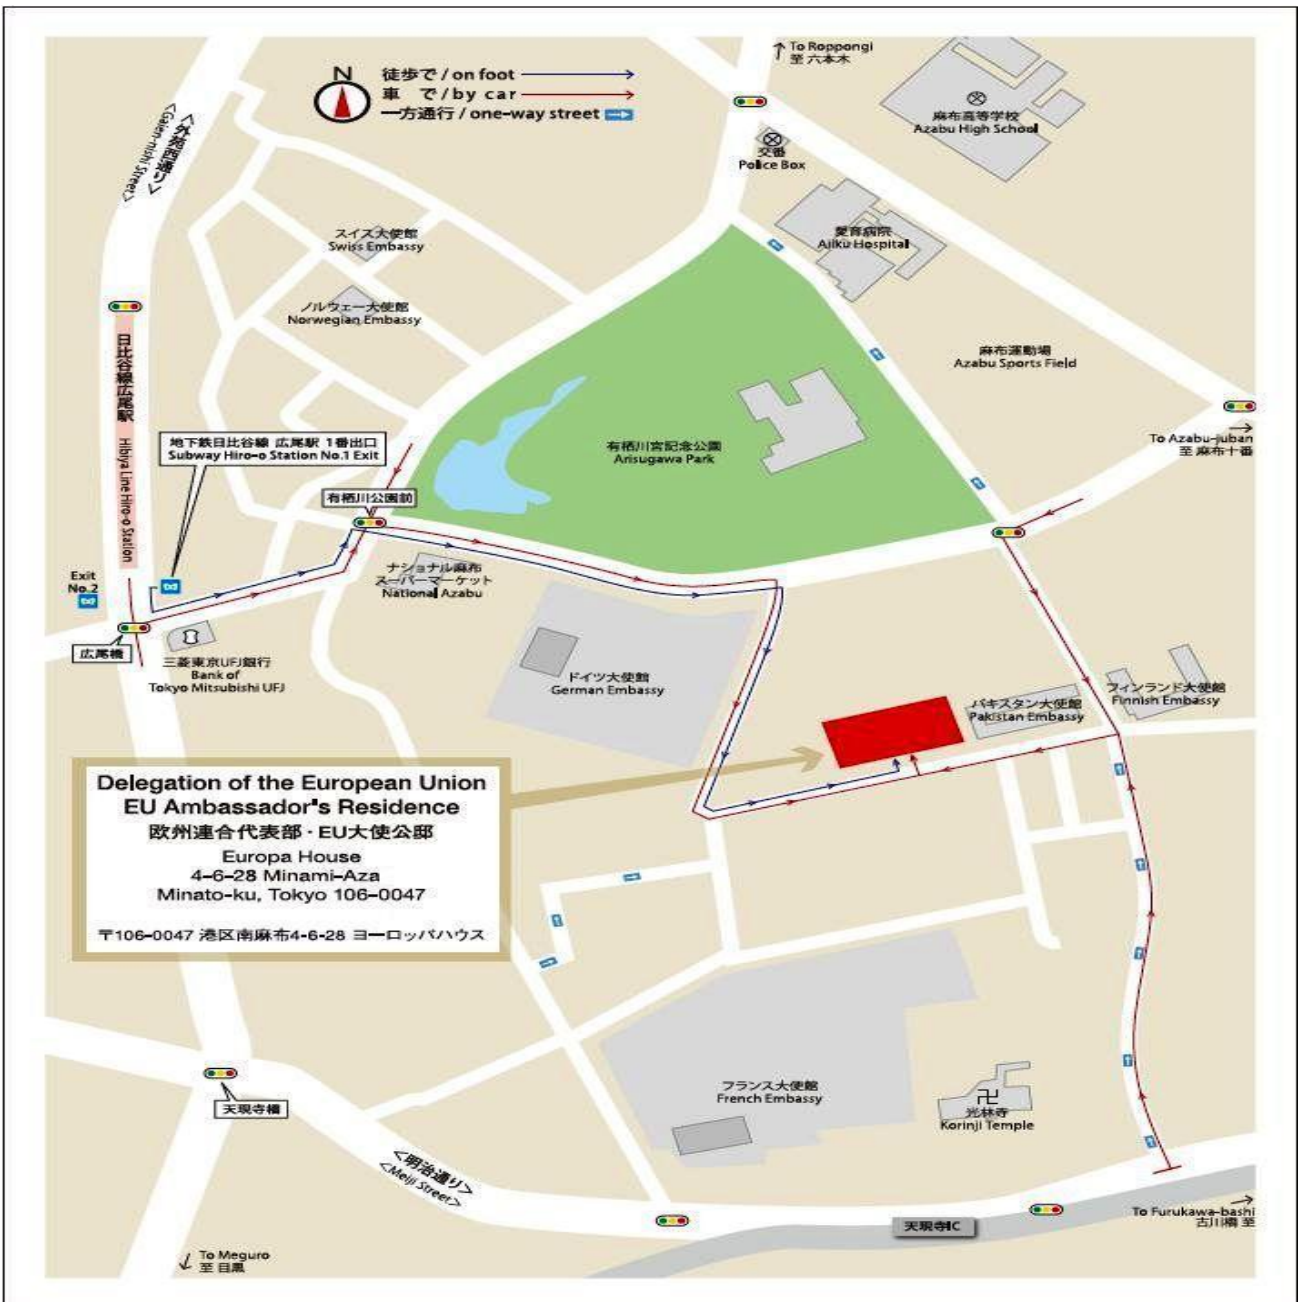 To Roppongi
至 六本木
N
徒歩で / on foot
車 で / by car
一方通行 / one-way street
麻布高等学校
Azabu High School
交番
Police Box
<外苑西通り>
<Gaien-nishi Street>
スイス大使館
Swiss Embassy
愛育病院
Aiiku Hospital
ノルウェー大使館
Norwegian Embassy
麻布運動場
Azabu Sports Field
日比谷線広尾駅
Hibiya Line Hiro-o Station
地下鉄日比谷線 広尾駅 1番出口
Subway Hiro-o Station No.1 Exit
有栖川宮記念公園
Arisugawa Park
To Azabu-juban
至 麻布十番
有栖川公園前
ナショナル麻布
スーパーマーケット
National Azabu
Exit
No.2
広尾橋
三菱東京UFJ銀行
Bank of
Tokyo Mitsubishi UFJ
ドイツ大使館
German Embassy
パキスタン大使館
Pakistan Embassy
フィンランド大使館
Finnish Embassy
Delegation of the European Union
EU Ambassador's Residence
欧州連合代表部・EU大使公邸
Europa House
4-6-28 Minami-Aza
Minato-ku, Tokyo 106-0047
〒106-0047 港区南麻布4-6-28 ヨーロッパハウス
天現寺橋
フランス大使館
French Embassy
卍
光林寺
Korinji Temple
<明治通り>
<Meiji Street>
天現寺IC
To Furukawa-bashi
古川橋 至
To Meguro
至 目黒